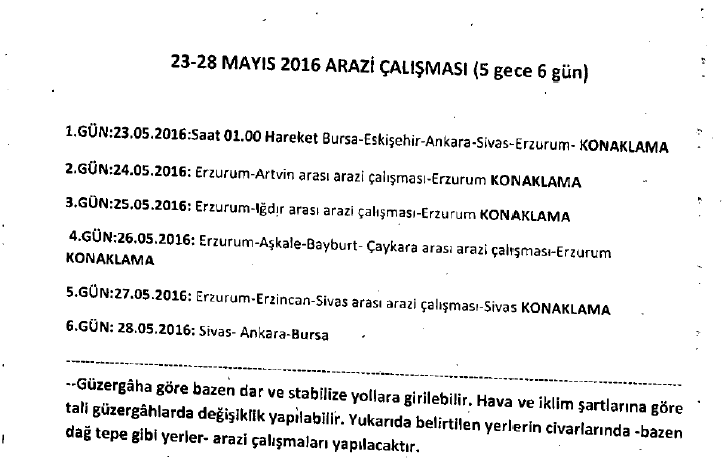 23-28 MAYIS 2016 ARAZİ ÇALIŞMASI (5 gece 6 gün)
1.GÜN:23.05.2016:Saat 01.00 Hareket Bursa-Eskişehir-Ankara-Sivas-Erzurum- KONAKLAMA
2.GÜN:24.05.2016: Erzurum-Artvin arası arazi çalışması-Erzurum KONAKLAMA
3.GÜN:25.05.2016: Erzurum-Iğdır arası arazi çalışması-Erzurum KONAKLAMA
4.GÜN:26.05.2016: Erzurum-Aşkale-Bayburt- Çaykara arası arazi çalışması-Erzurum
KONAKLAMA
5.GÜN:27.05.2016: Erzurum-Erzincan-Sivas arası arazi çalışması-Sivas KONAKLAMA
6.GÜN: 28.05.2016: Sivas- Ankara-Bursa
--Güzergâha göre bazen dar ve stabilize yollara girilebilir. Hava ve iklim şartlarına göre
tali güzergâhlarda değişiklik yapılabilir. Yukarıda belirtilen yerlerin civarlarında -bazen
dağ tepe gibi yerler- arazi çalışmaları yapılacaktır.